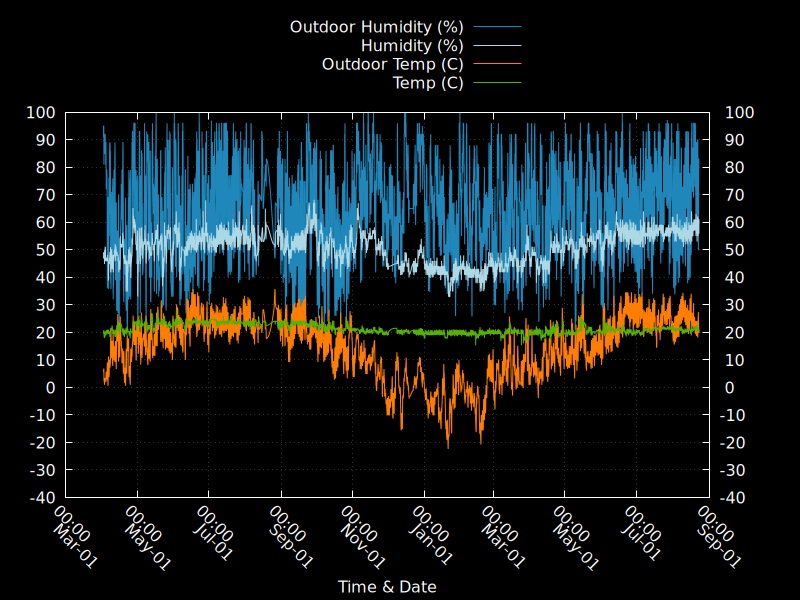 Outdoor Humidity (%)
Humidity (%)
Outdoor Temp (C)
Temp (C)
100 100
90 90
80 80
70 70
60 60
50 50
40 40
30 30
20 20
10 10
0 0
-10 -10
-20 -20
-30 -30
-40 -40
00:00 Mar-01
00:00 May-01
00:00 Jul-01
00:00 Sep-01
00:00 Nov-01
00:00 Jan-01
00:00 Mar-01
00:00 May-01
00:00 Jul-01
00:00 Sep-01
Time & Date